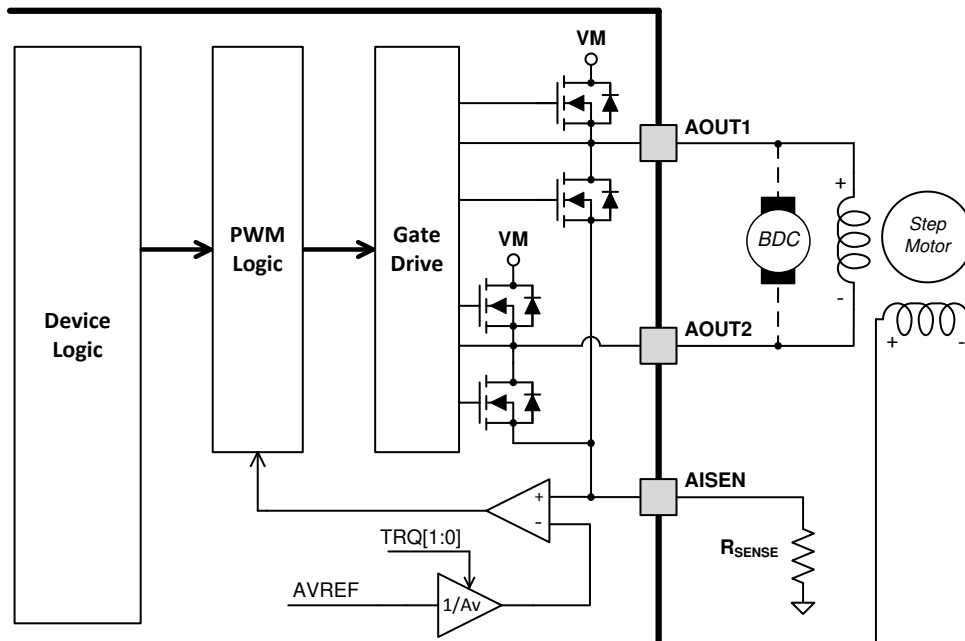 VM
AOUT1
PWM
Logic
Gate
Drive
VM
+
BDC
Step
Motor
-
Device
Logic
AOUT2
+
-
AISEN
+
-
TRQ[1:0]
RSENSE
AVREF
1/Av